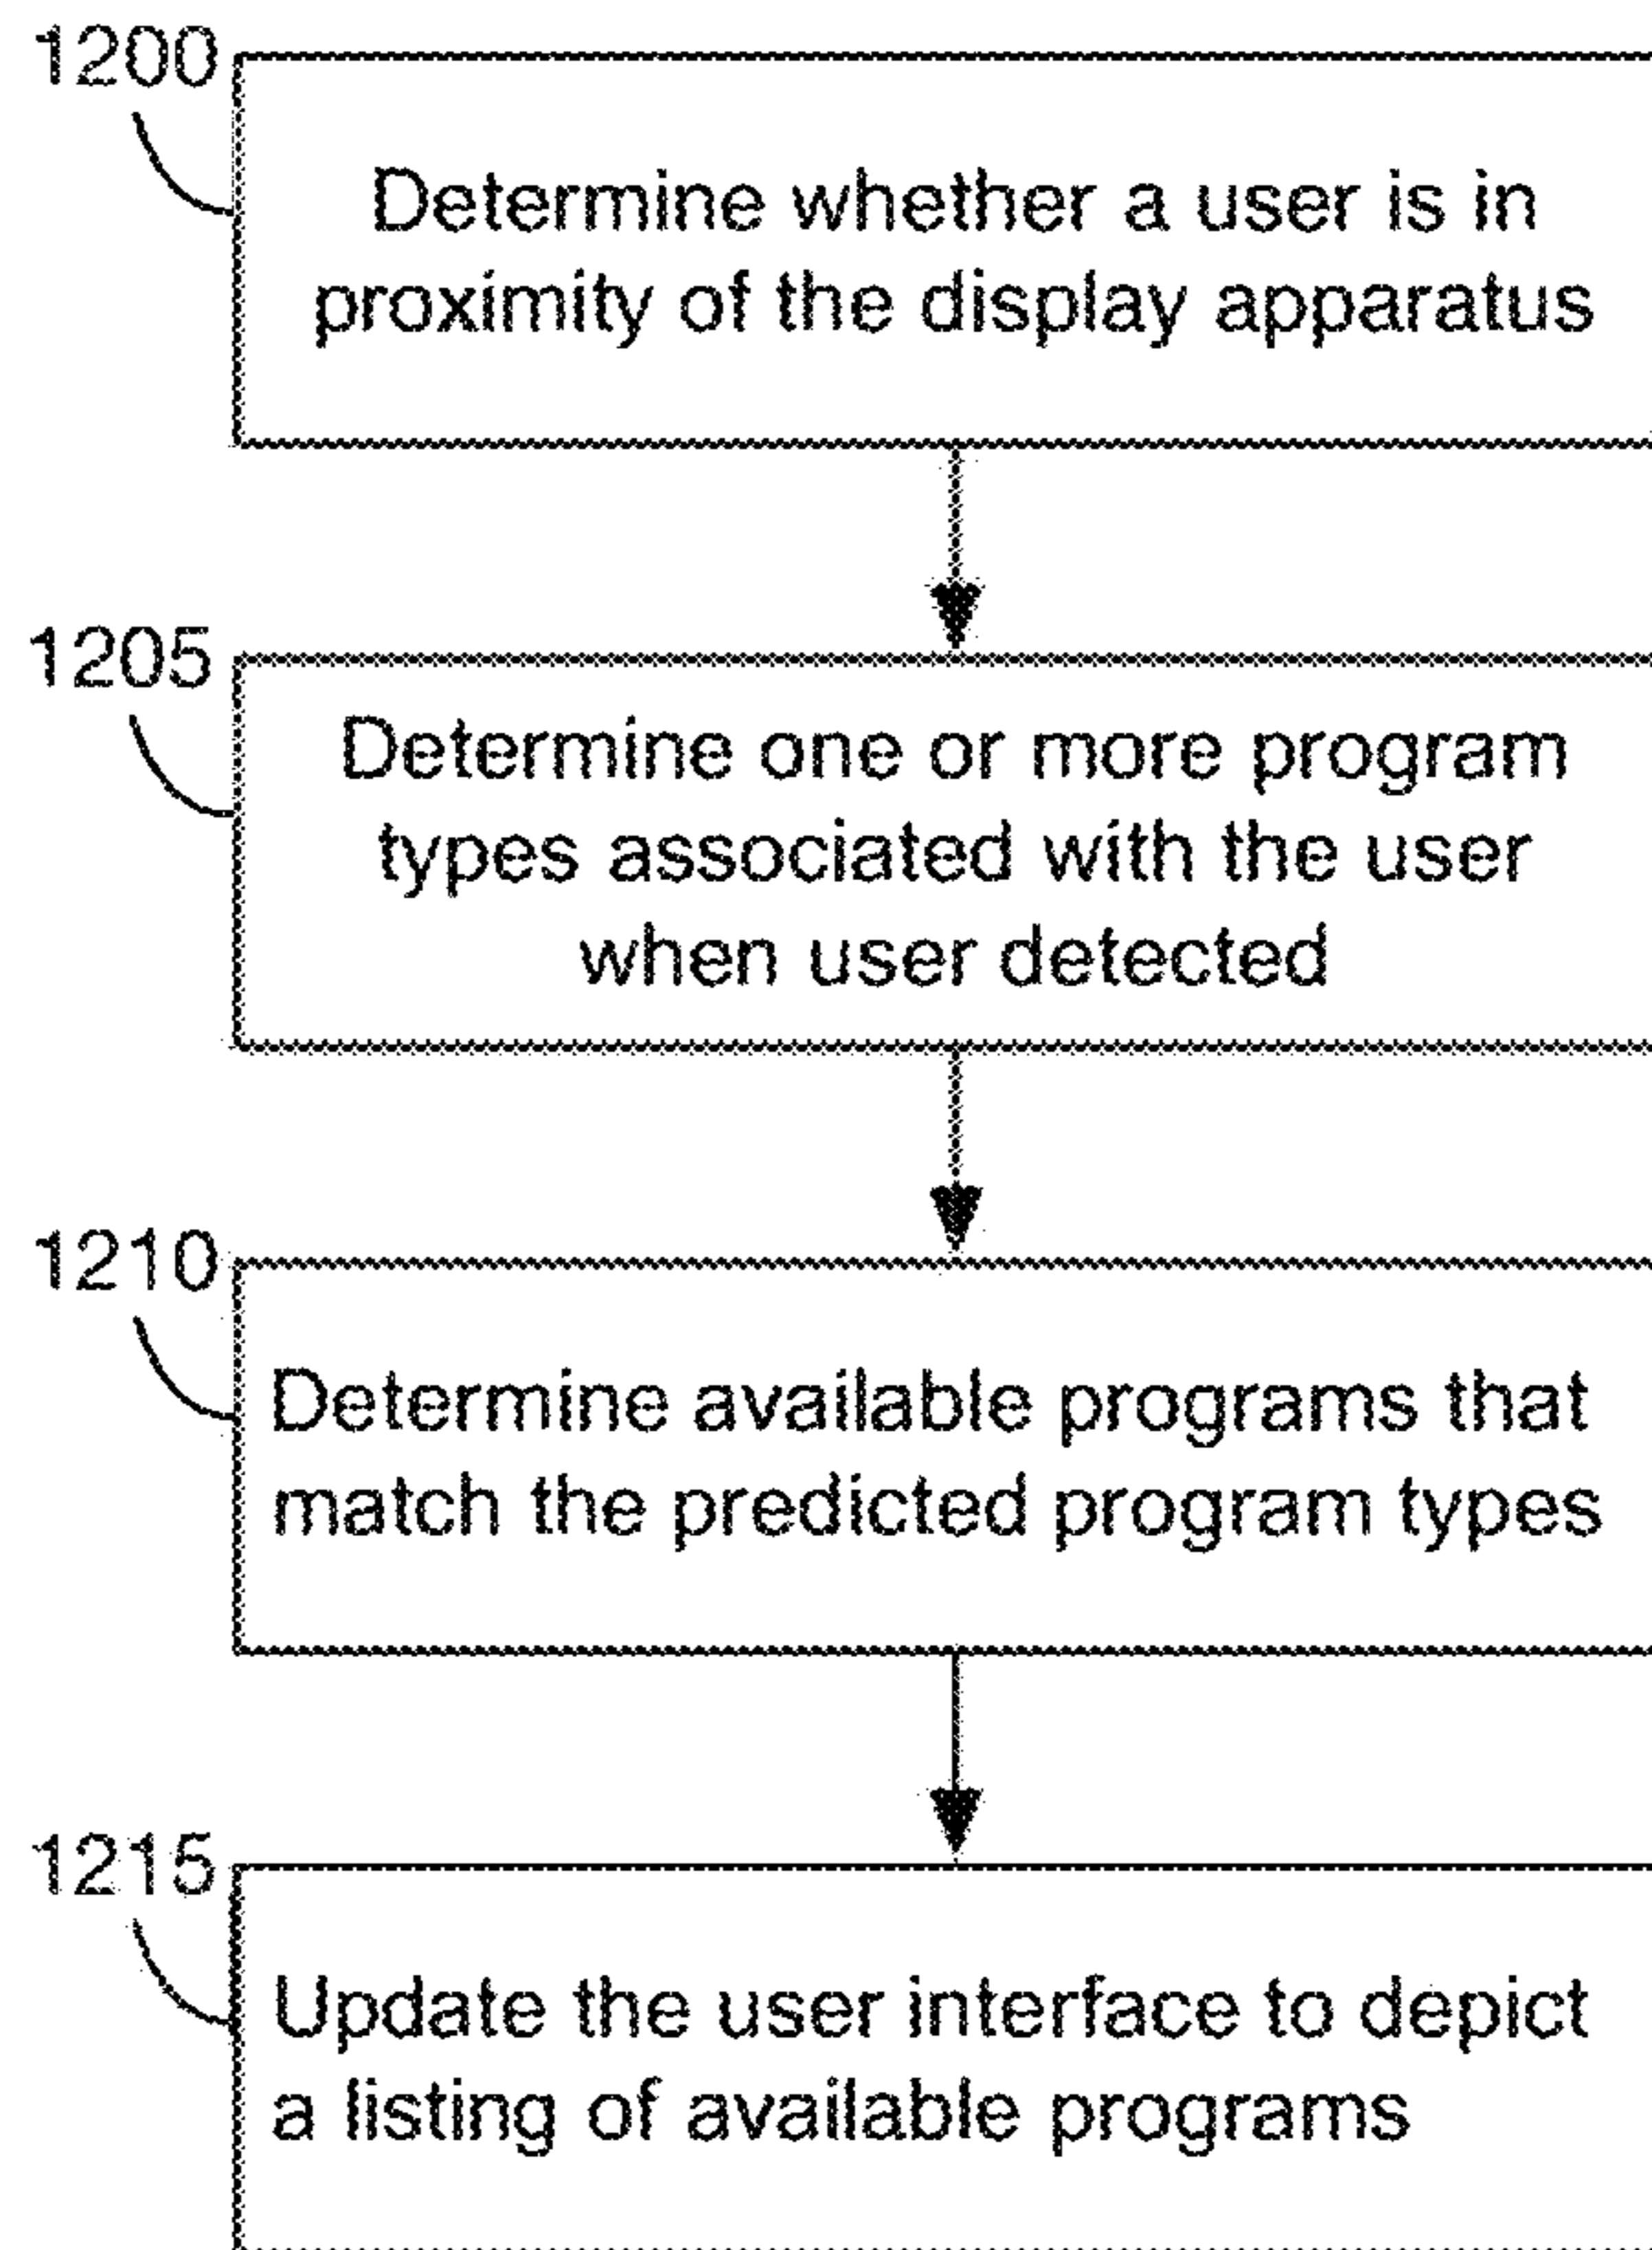 1200
Determine whether a user is in
proximity of the display apparatus
1205
Determine one or more program
types associated with the user
when user detected
1210
Determine available programs that
match the predicted program types
1215
Update the user interface to depict
a listing of available programs